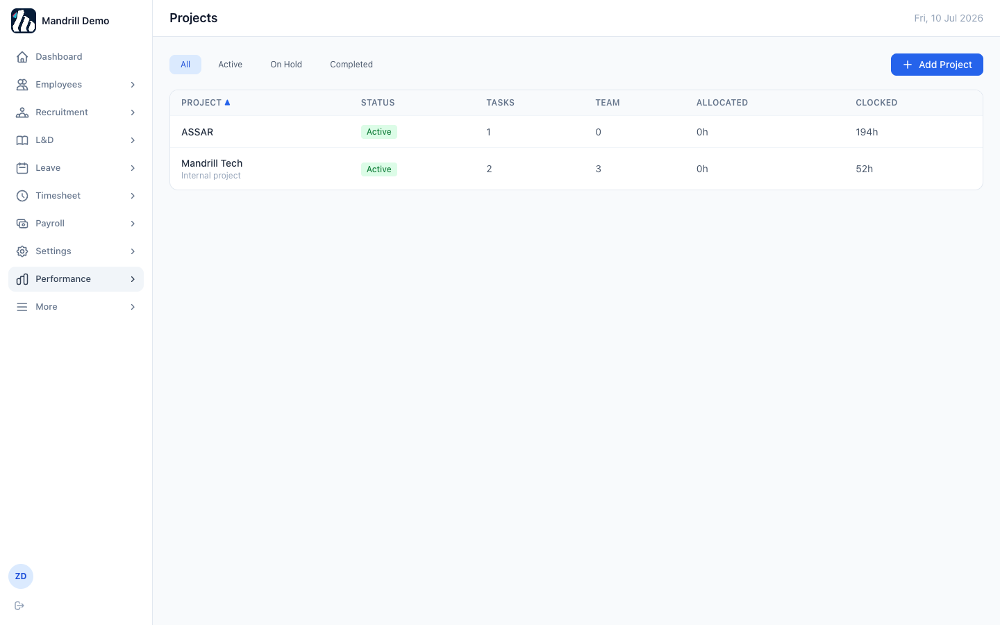 Mandrill Demo
Dashboard
Employees
Recruitment
L&D
Leave
Timesheet
Payroll
Settings
Performance
More
ZD
Projects
Fri, 10 Jul 2026
All Active On Hold Completed
Add Project
PROJECT STATUS TASKS TEAM ALLOCATED CLOCKED
ASSAR Active 1 0 0h 194h
Mandrill Tech Active 2 3 0h 52h
Internal project